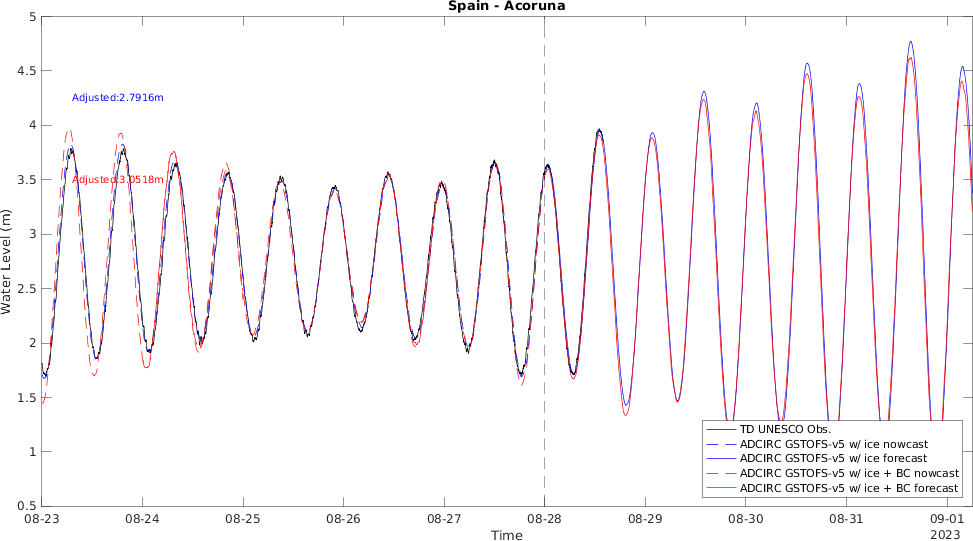 Spain - Acoruna
5
4.5
4
3.5
3
2.5
2
1.5
1
0.5
Water Level (m)
Adjusted:2.7916m
Adjusted:3.0518m
TD UNESCO Obs.
ADCIRC GSTOFS-v5 w/ ice nowcast
ADCIRC GSTOFS-v5 w/ ice forecast
ADCIRC GSTOFS-v5 w/ ice + BC nowcast
ADCIRC GSTOFS-v5 w/ ice + BC forecast
08-23 08-24 08-25 08-26 08-27 08-28 08-29 08-30 08-31 09-01
2023
Time